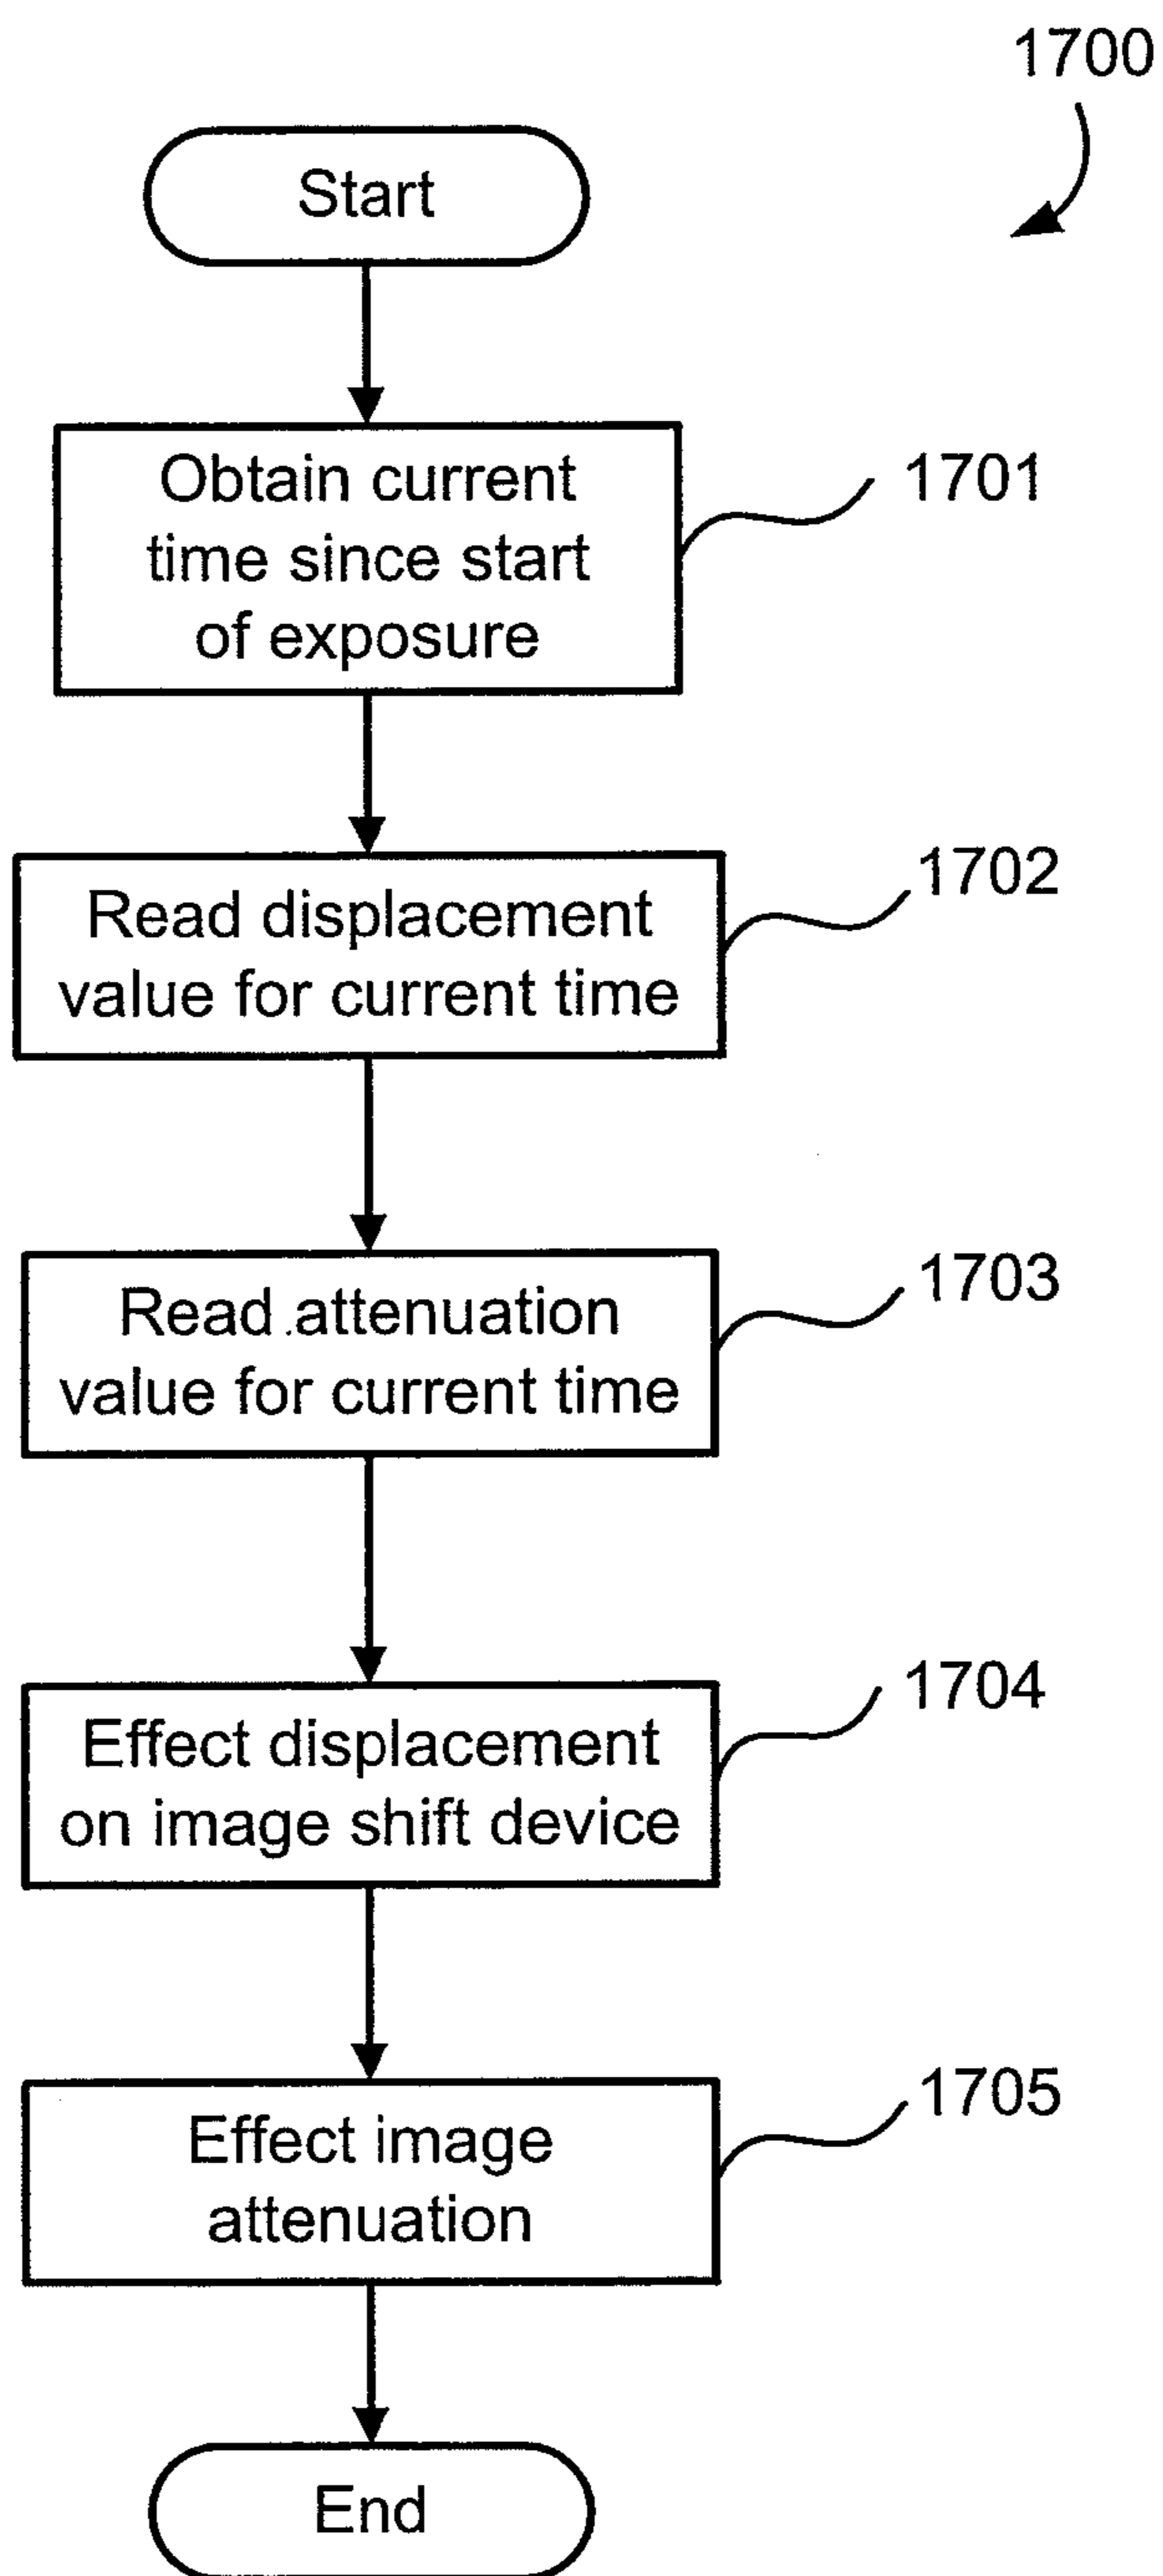 1700
Start
Obtain current
time since start
of exposure
1701
Read displacement
value for current time
1702
Read attenuation
value for current time
1703
Effect displacement
on image shift device
1704
Effect image
attenuation
1705
End